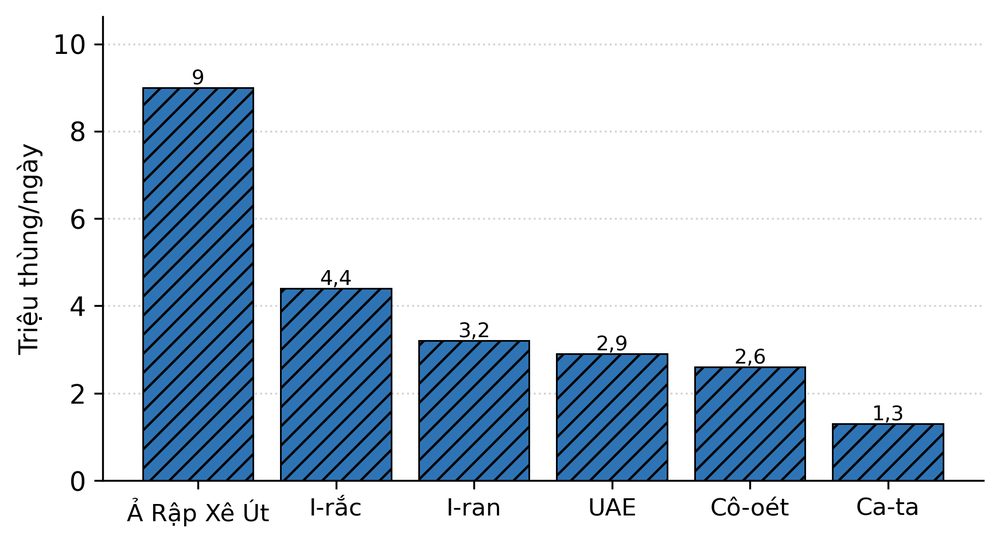 Triệu thùng/ngày
10
8
6
4
2
0
9
4,4
3,2
2,9
2,6
1,3
Ả Rập Xê Út
I-rắc
I-ran
UAE
Cô-oét
Ca-ta